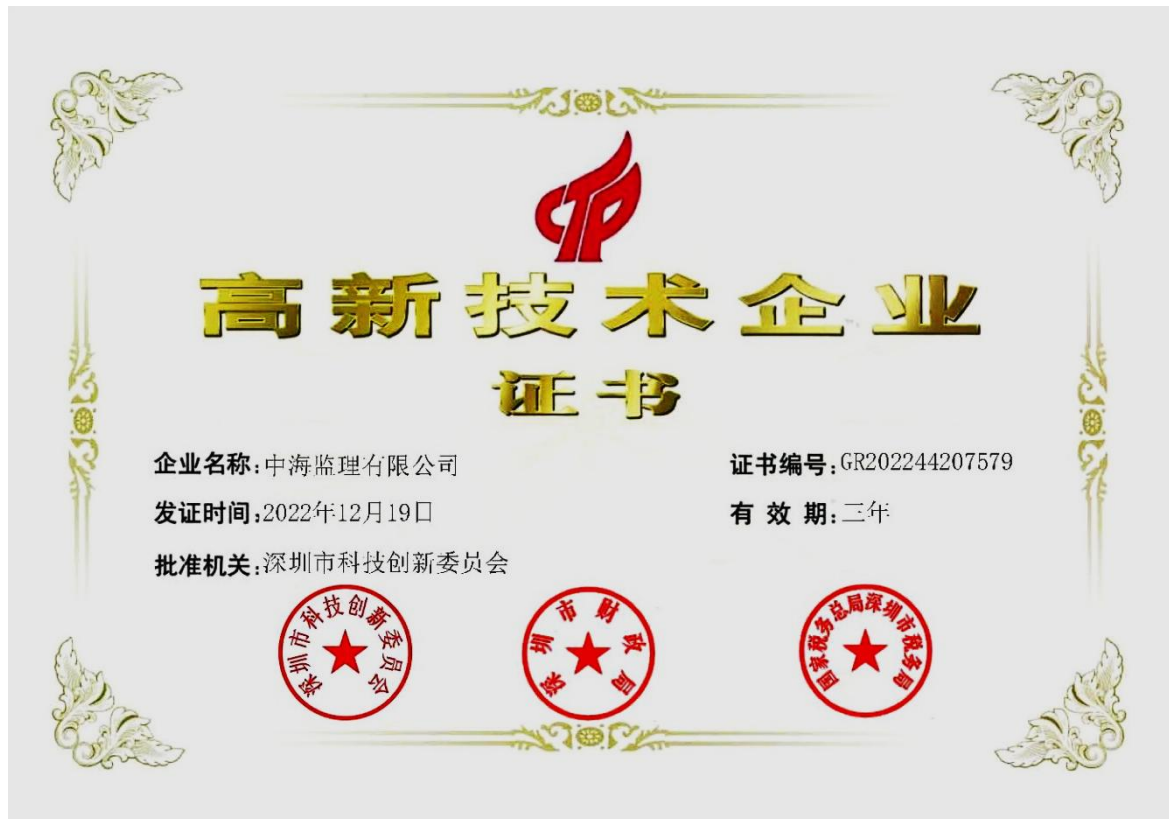 高新技术企业
证书
企业名称:中海监理有限公司
证书编号:GR202244207579
发证时间:2022年12月19日
有 效 期:三年
批准机关:深圳市科技创新委员会
深圳市科技创新委员会
深圳市财政局
国家税务总局深圳市税务局